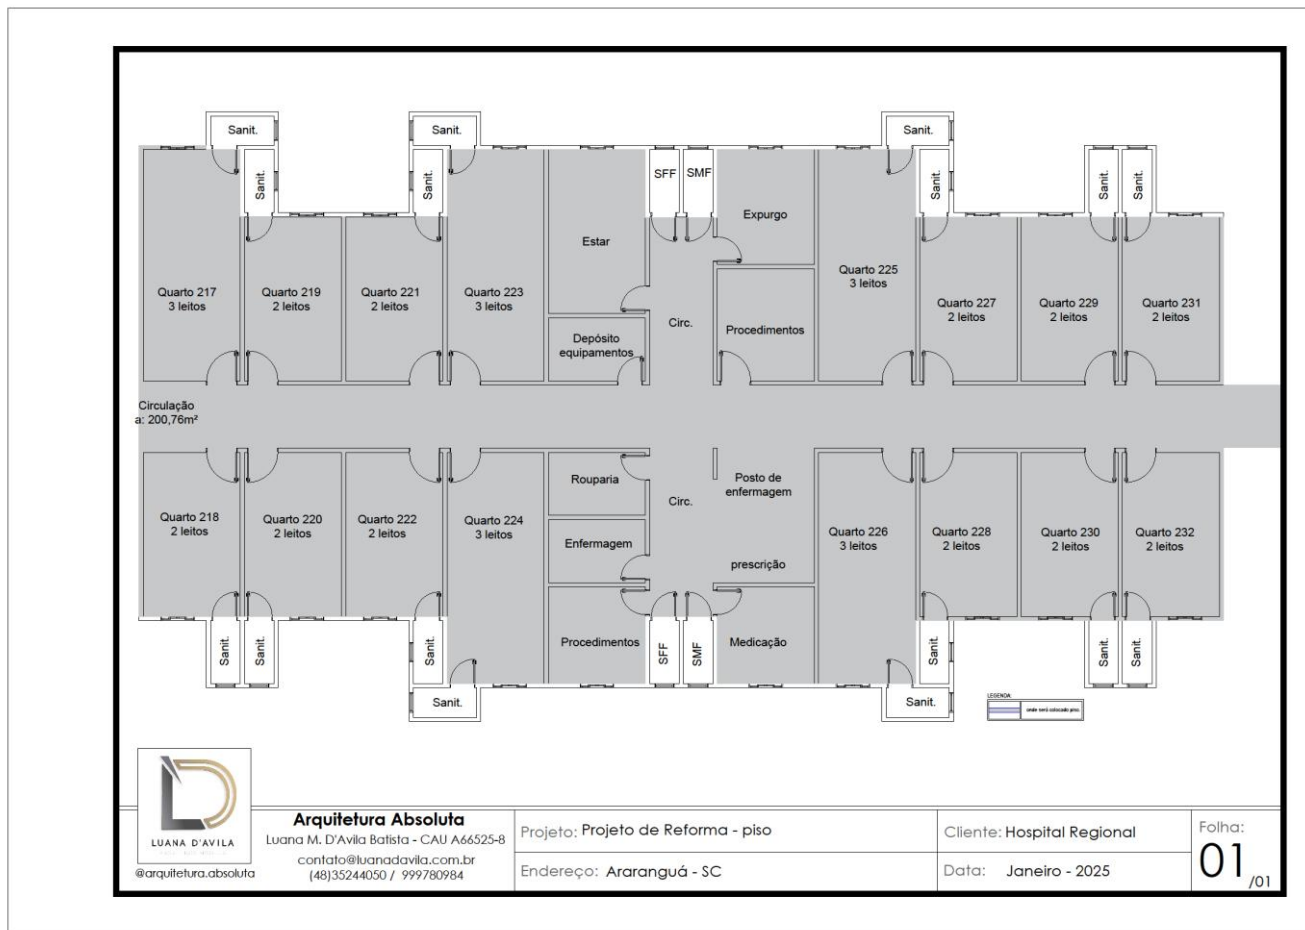 Sanit.
Sanit.
Sanit.
Sanit.
Sanit.
Sanit.
Sanit.
Sanit.
SFF
SMF
Expurgo
Estar
Quarto 217
3 leitos
Quarto 219
2 leitos
Quarto 221
2 leitos
Quarto 223
3 leitos
Quarto 225
3 leitos
Quarto 227
2 leitos
Quarto 229
2 leitos
Quarto 231
2 leitos
Circ.
Procedimentos
Depósito
equipamentos
Circulação
a: 200,76m²
Rouparia
Posto de
enfermagem
Circ.
Quarto 218
2 leitos
Quarto 220
2 leitos
Quarto 222
2 leitos
Quarto 224
3 leitos
Enfermagem
prescrição
Quarto 226
3 leitos
Quarto 228
2 leitos
Quarto 230
2 leitos
Quarto 232
2 leitos
Procedimentos
SFF
SMF
Medicação
Sanit.
Sanit.
Sanit.
Sanit.
Sanit.
Sanit.
Sanit.
Sanit.
LEGENDA:
onde será colocado piso
LUANA D'AVILA
@arquitetura.absoluta
Arquitetura Absoluta
Luana M. D'Avila Batista - CAU A66525-8
contato@luanadavila.com.br
(48)35244050 / 999780984
Projeto: Projeto de Reforma - piso
Endereço: Araranguá - SC
Cliente: Hospital Regional
Data: Janeiro - 2025
Folha:
01/01